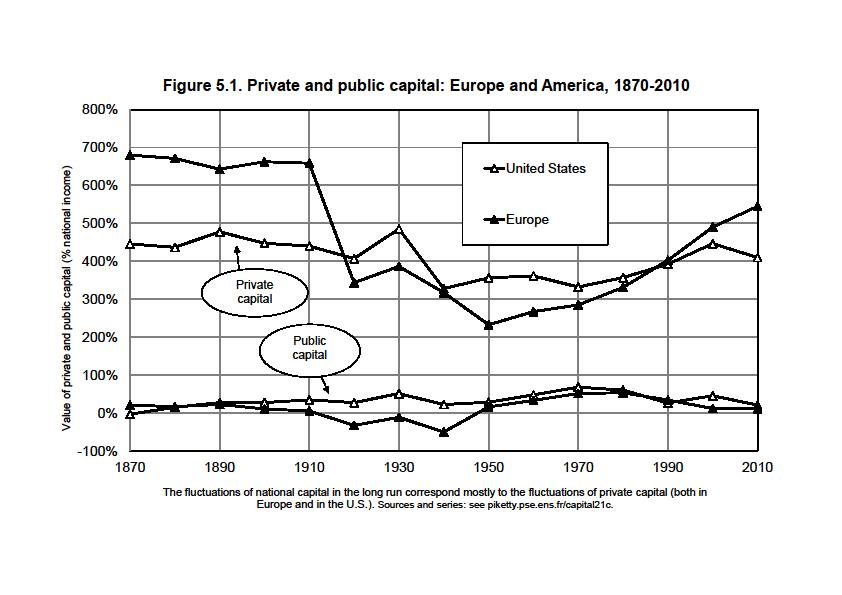 Figure 5.1. Private and public capital: Europe and America, 1870-2010
Value of private and public capital (% national income)
800%
700%
600%
500%
400%
300%
200%
100%
0%
-100%
United States
Europe
Private
capital
Public
capital
1870
1890
1910
1930
1950
1970
1990
2010
The fluctuations of national capital in the long run correspond mostly to the fluctuations of private capital (both in
Europe and in the U.S.). Sources and series: see piketty.pse.ens.fr/capital21c.